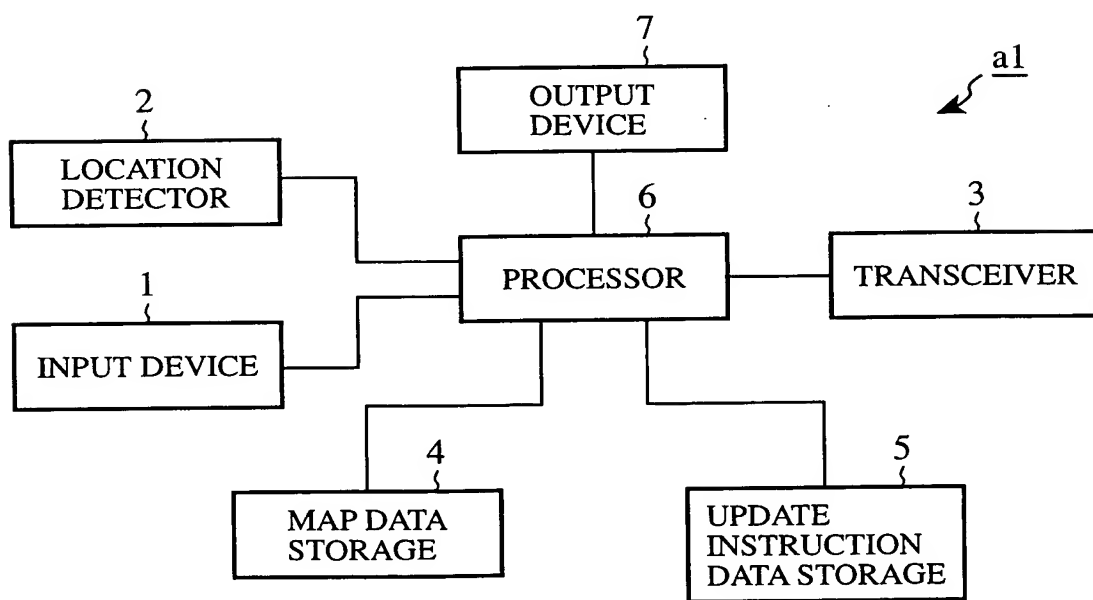 7
OUTPUT
DEVICE
a1
2
LOCATION
DETECTOR
6
PROCESSOR
3
TRANSCEIVER
1
INPUT DEVICE
4
MAP DATA
STORAGE
5
UPDATE
INSTRUCTION
DATA STORAGE